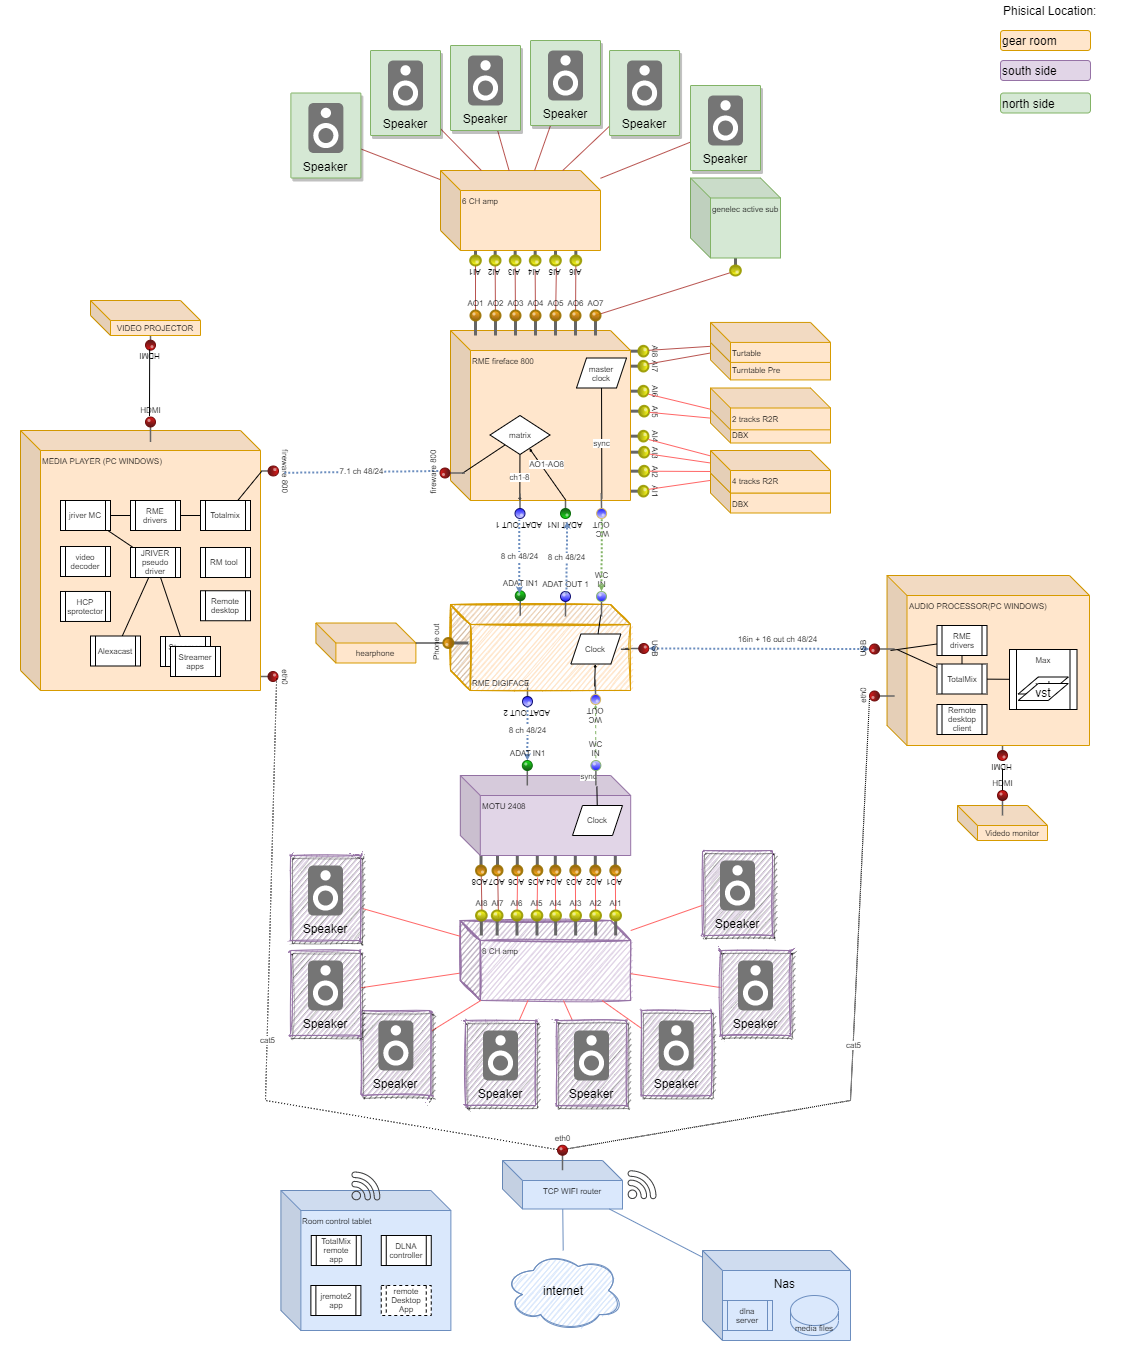 Phisical Location:
gear room
south side
north side
Speaker
Speaker
Speaker
Speaker
Speaker
Speaker
6 CH amp
genelec active sub
AI1 AI2 AI3 AI4 AI5 AI6
AO1 AO2 AO3 AO4 AO5 AO6 AO7
VIDEO PROJECTOR
HDMI
HDMI
RME fireface 800
master
clock
matrix
sync
AO1-AO8
ch1-8
AI8
AI7
AI6
AI5
AI4
AI3
AI2
AI1
Turtable
Turntable Pre
2 tracks R2R
DBX
4 tracks R2R
DBX
MEDIA PLAYER (PC WINDOWS)
fireware 800
7.1 ch 48/24
fireware 800
jriver MC
RME
drivers
Totalmix
video
decoder
JRIVER
pseudo
driver
RM tool
HCP
sprotector
Remote
desktop
Alexacast
Streamer
apps
eth0
ADAT OUT 1
ADAT IN1
WC
OUT
8 ch 48/24
8 ch 48/24
ADAT IN1
ADAT OUT 1
WC
IN
hearphone
Phone out
Clock
RME DIGIFACE
USB
16in + 16 out ch 48/24
USB
eth0
AUDIO PROCESSOR(PC WINDOWS)
RME
drivers
TotalMix
Remote
desktop
client
Max
vst
HDMI
HDMI
Videdo monitor
ADAT OUT 2
WC
OUT
8 ch 48/24
ADAT IN1
WC
IN
sync
MOTU 2408
Clock
AO8 AO7 AO6 AO5 AO4 AO3 AO2 AO1
AI8 AI7 AI6 AI5 AI4 AI3 AI2 AI1
8 CH amp
Speaker
Speaker
Speaker
Speaker
Speaker
Speaker
Speaker
Speaker
cat5
cat5
eth0
TCP WIFI router
Room control tablet
TotalMix
remote
app
DLNA
controller
jremote2
app
remote
Desktop
App
internet
Nas
dlna
server
media files